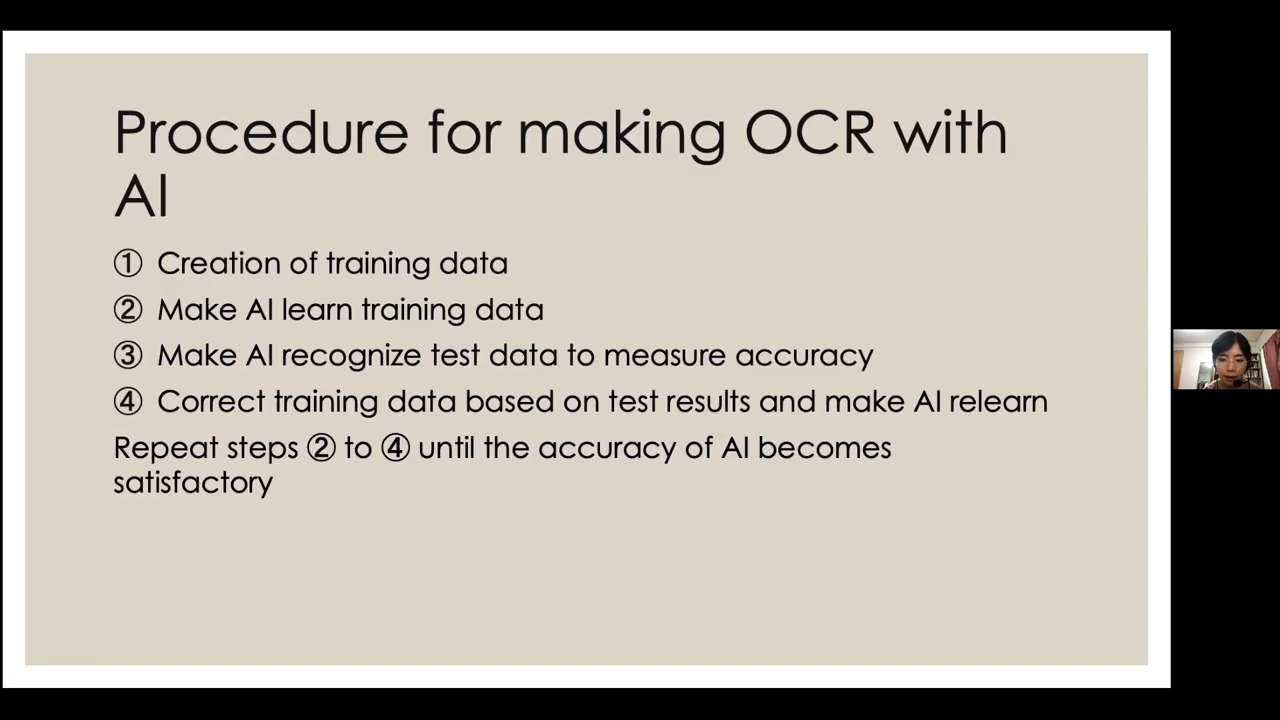 Procedure for making OCR with
AI
① Creation of training data
② Make AI learn training data
③ Make AI recognize test data to measure accuracy
④ Correct training data based on test results and make AI relearn
Repeat steps ② to ④ until the accuracy of AI becomes
satisfactory